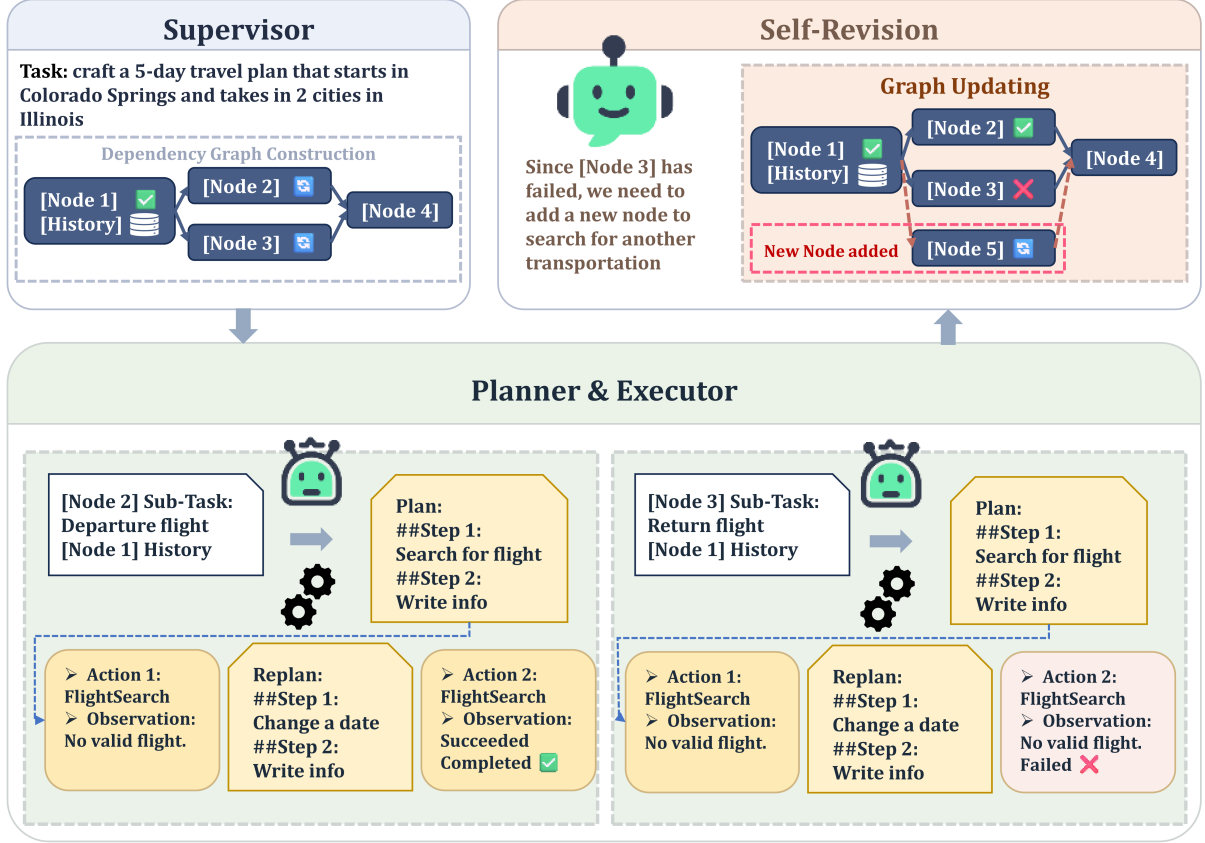 Supervisor
Task: craft a 5-day travel plan that starts in
Colorado Springs and takes in 2 cities in
Illinois
Dependency Graph Construction
[Node 1]
[History]
[Node 2]
[Node 3]
[Node 4]
Self-Revision
Since [Node 3] has
failed, we need to
add a new node to
search for another
transportation
Graph Updating
[Node 1]
[History]
[Node 2]
[Node 3]
[Node 4]
New Node added
[Node 5]
Planner & Executor
[Node 2] Sub-Task:
Departure flight
[Node 1] History
Plan:
##Step 1:
Search for flight
##Step 2:
Write info
➢ Action 1:
FlightSearch
➢ Observation:
No valid flight.
Replan:
##Step 1:
Change a date
##Step 2:
Write info
➢ Action 2:
FlightSearch
➢ Observation:
Succeeded
Completed
[Node 3] Sub-Task:
Return flight
[Node 1] History
Plan:
##Step 1:
Search for flight
##Step 2:
Write info
➢ Action 1:
FlightSearch
➢ Observation:
No valid flight.
Replan:
##Step 1:
Change a date
##Step 2:
Write info
➢ Action 2:
FlightSearch
➢ Observation:
No valid flight.
Failed